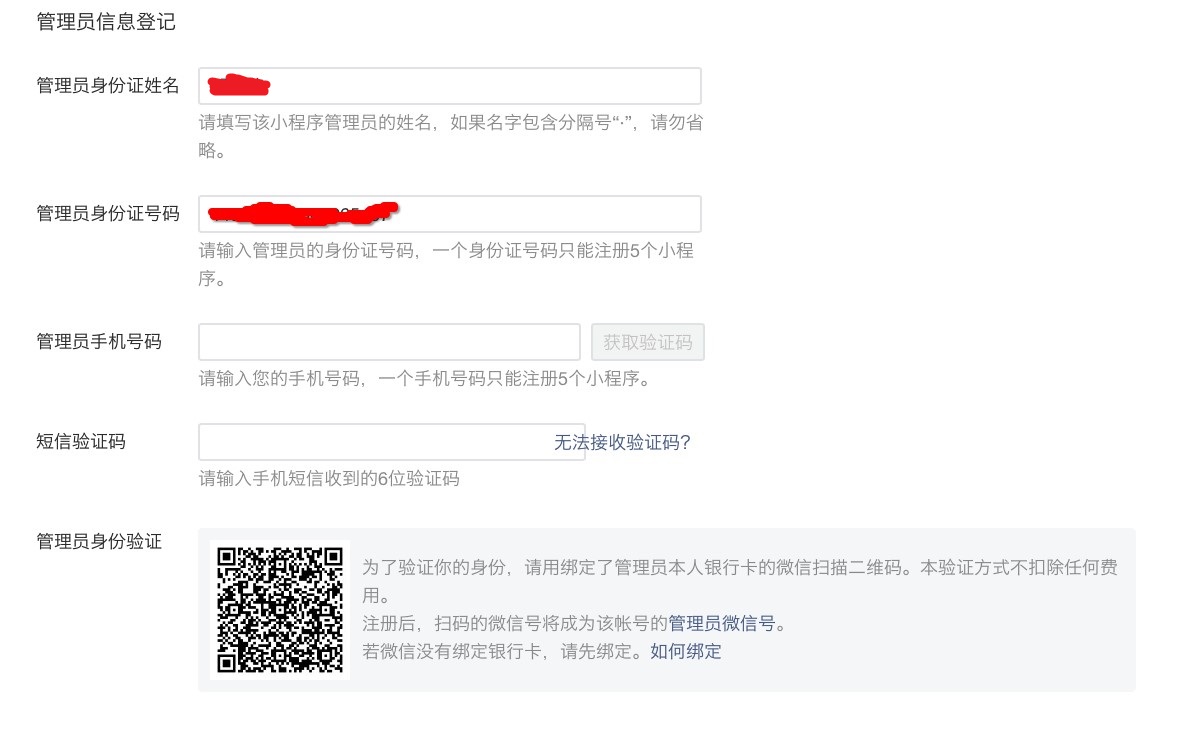 管理员信息登记
管理员身份证姓名
请填写该小程序管理员的姓名，如果名字包含分隔号“·”，请勿省
略。
管理员身份证号码
请输入管理员的身份证号码，一个身份证号码只能注册5个小程
序。
管理员手机号码
获取验证码
请输入您的手机号码，一个手机号码只能注册5个小程序。
短信验证码
无法接收验证码？
请输入手机短信收到的6位验证码
管理员身份验证
为了验证你的身份，请用绑定了管理员本人银行卡的微信扫描二维码。本验证方式不扣除任何费
用。
注册后，扫码的微信号将成为该帐号的管理员微信号。
若微信没有绑定银行卡，请先绑定。如何绑定